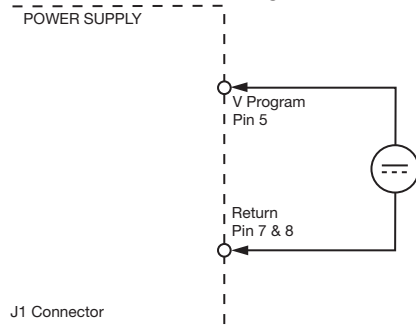 POWER SUPPLY
V Program
Pin 5
Return
Pin 7 & 8
J1 Connector